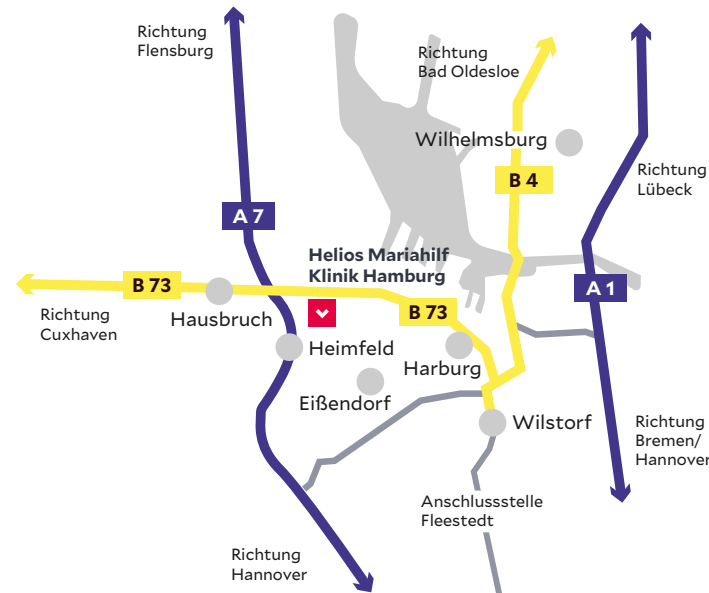 Richtung
Flensburg
Richtung
Bad Oldesloe
Wilhelmsburg
B 4
Richtung
Lübeck
A 7
Helios Mariahilf
Klinik Hamburg
B 73
A 1
Richtung
Cuxhaven
Hausbruch
B 73
Heimfeld
Harburg
Eißendorf
Wilstorf
Richtung
Bremen/
Hannover
Anschlussstelle
Fleestedt
Richtung
Hannover